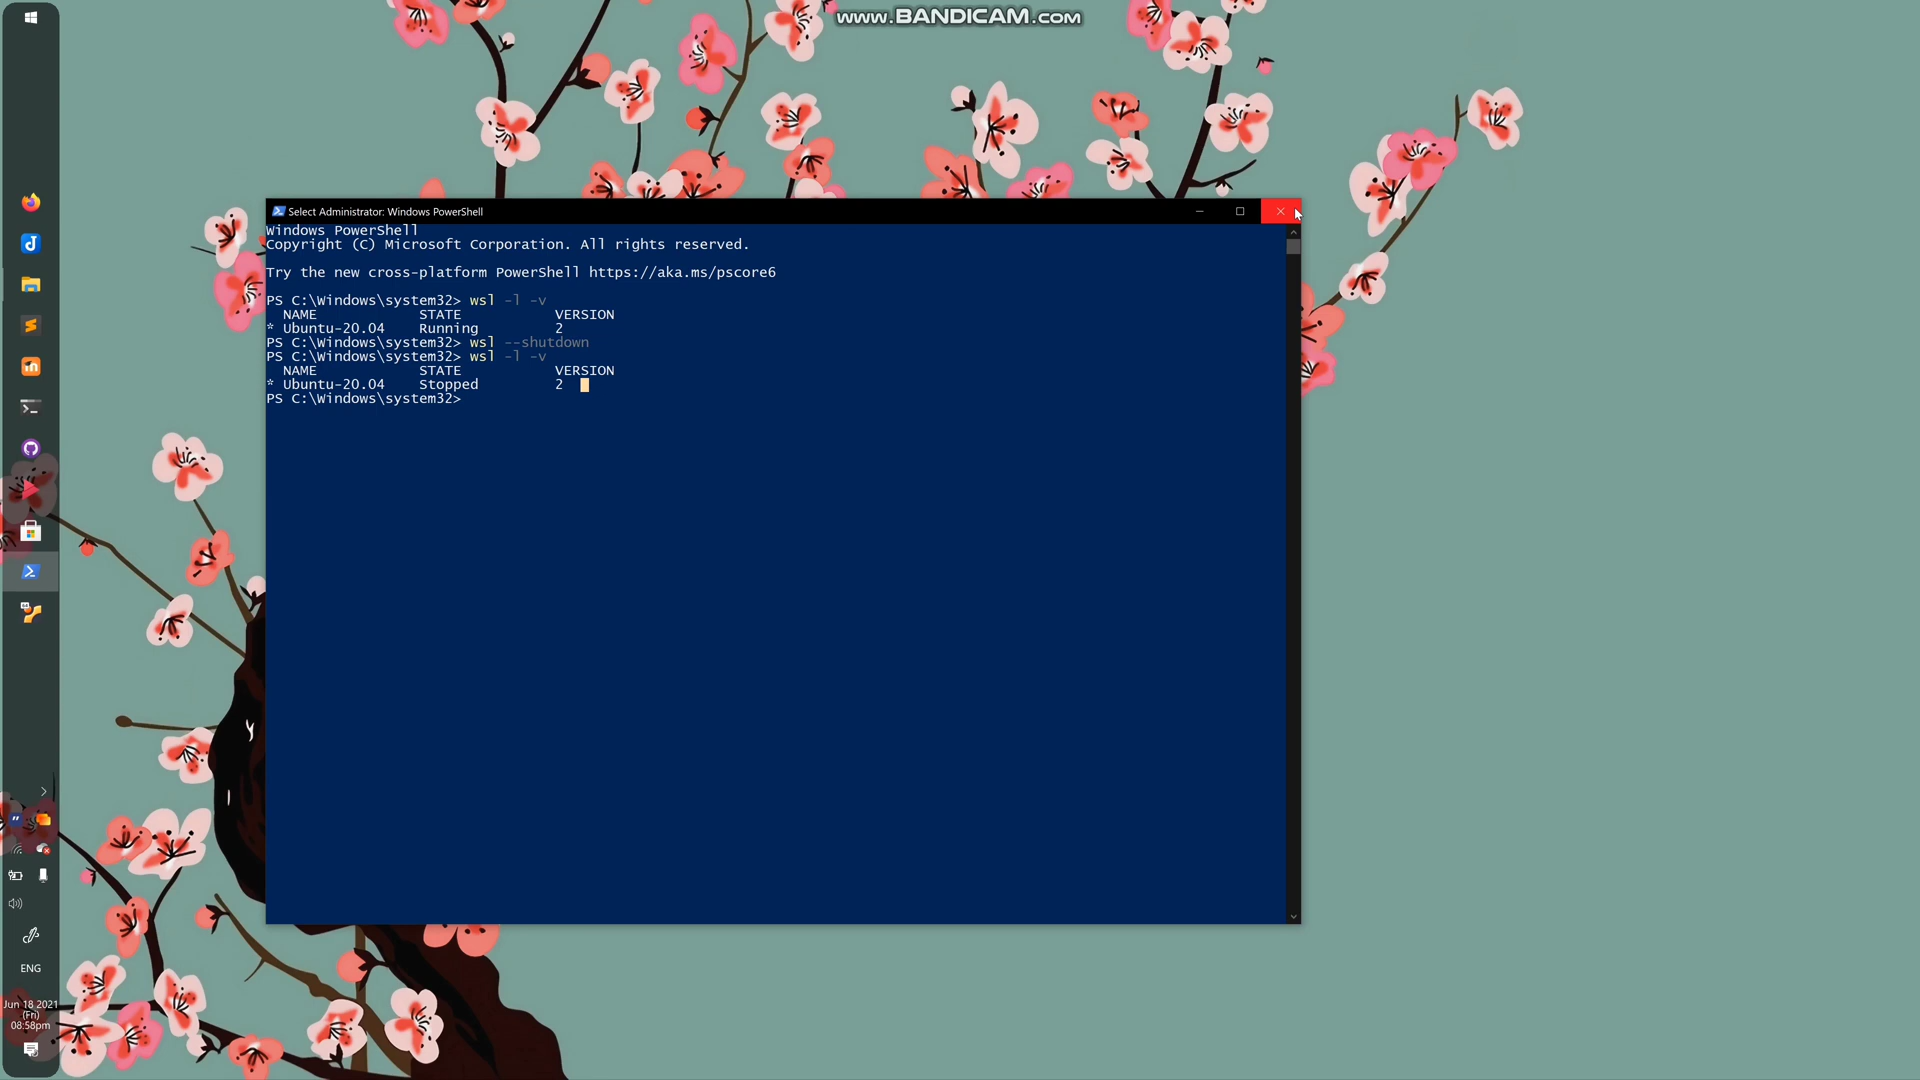 www.BANDICAM.com
Select Administrator: Windows PowerShell
Windows PowerShell
Copyright (C) Microsoft Corporation. All rights reserved.
Try the new cross-platform PowerShell https://aka.ms/pscore6
PS C:\Windows\system32> wsl -l -v
NAME STATE VERSION
* Ubuntu-20.04 Running 2
PS C:\Windows\system32> wsl --shutdown
PS C:\Windows\system32> wsl -l -v
NAME STATE VERSION
* Ubuntu-20.04 Stopped 2
PS C:\Windows\system32>
ENG
Jun 18 2021
(Fri)
08:58pm